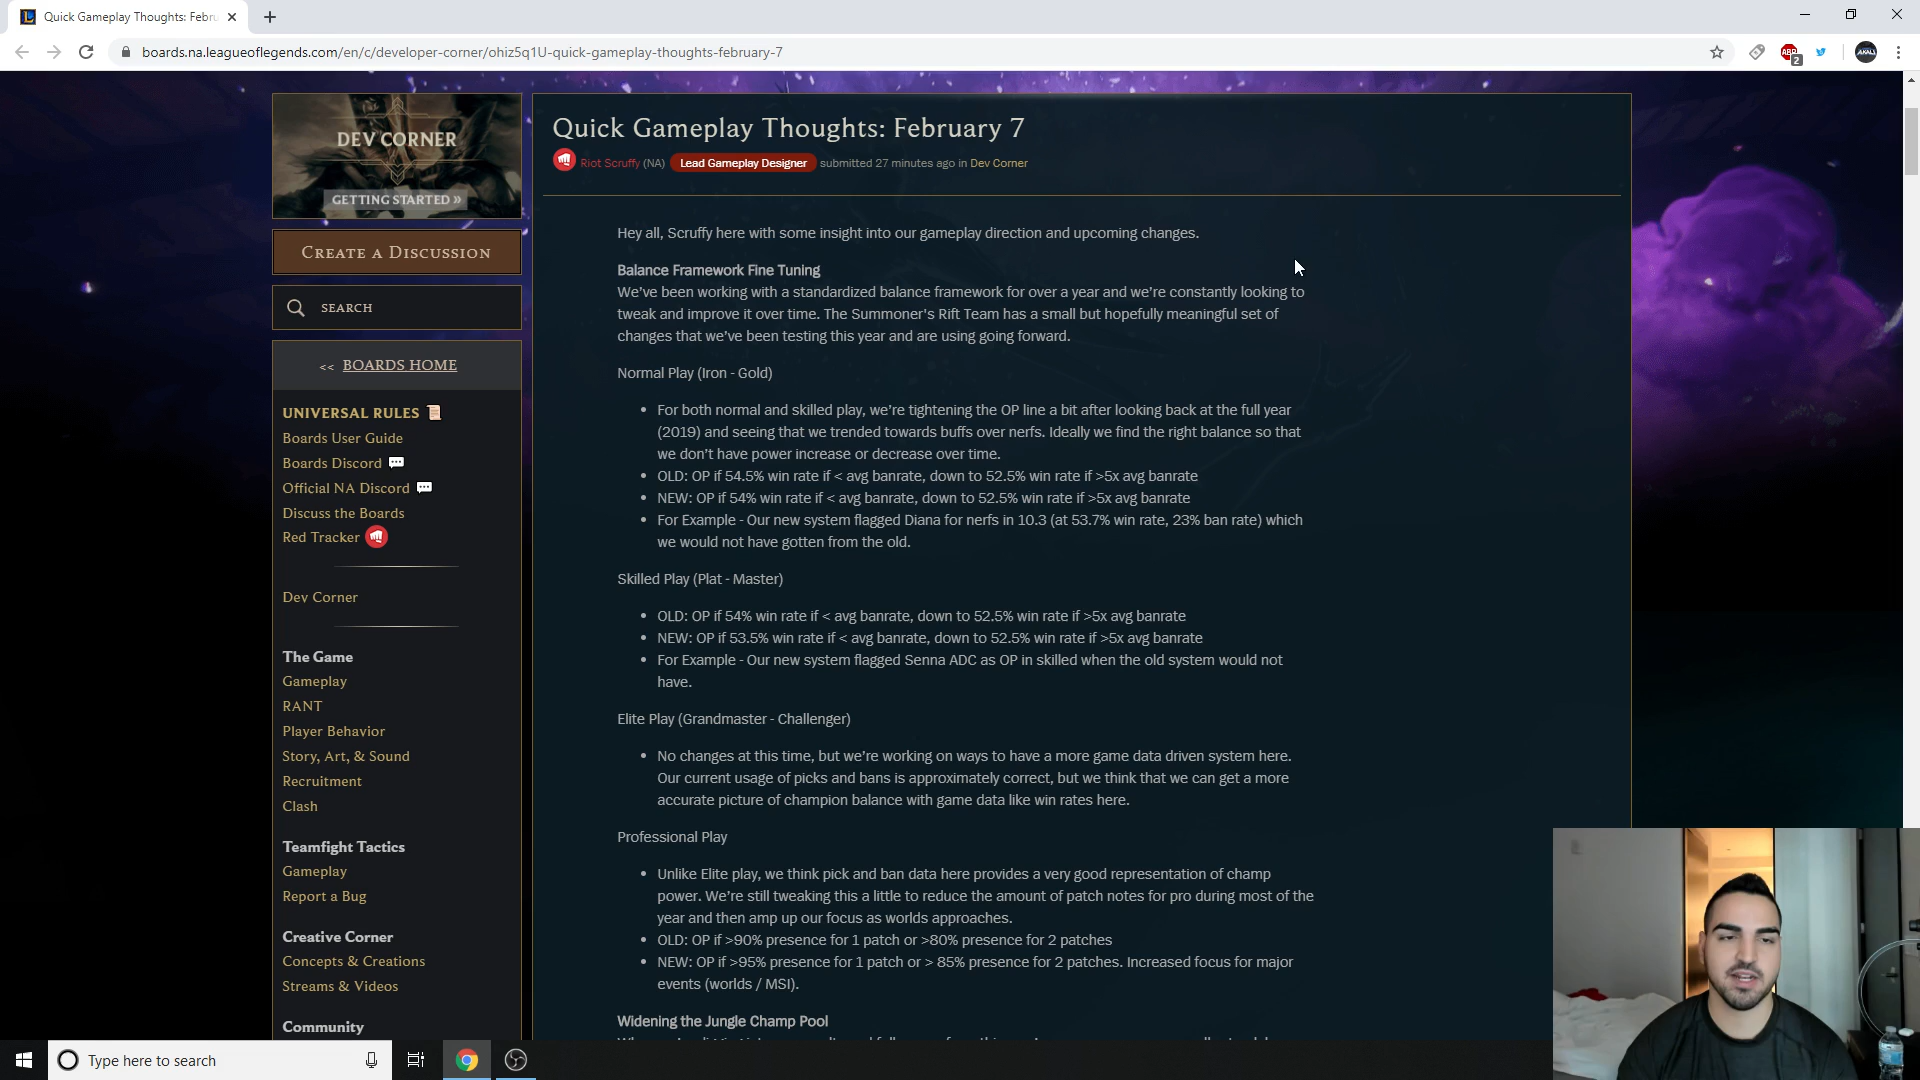 Quick Gameplay Thoughts: Febru
boards.na.leagueoflegends.com/en/c/developer-corner/ohiz5q1U-quick-gameplay-thoughts-february-7
ABP
2
DEV CORNER
GETTING STARTED »
CREATE A DISCUSSION
SEARCH
<< BOARDS HOME
UNIVERSAL RULES
Boards User Guide
Boards Discord
Official NA Discord
Discuss the Boards
Red Tracker
Dev Corner
The Game
Gameplay
RANT
Player Behavior
Story, Art, & Sound
Recruitment
Clash
Teamfight Tactics
Gameplay
Report a Bug
Creative Corner
Concepts & Creations
Streams & Videos
Community
Quick Gameplay Thoughts: February 7
Riot Scruffy (NA) Lead Gameplay Designer submitted 27 minutes ago in Dev Corner
Hey all, Scruffy here with some insight into our gameplay direction and upcoming changes.
Balance Framework Fine Tuning
We've been working with a standardized balance framework for over a year and we're constantly looking to
tweak and improve it over time. The Summoner's Rift Team has a small but hopefully meaningful set of
changes that we've been testing this year and are using going forward.
Normal Play (Iron - Gold)
• For both normal and skilled play, we're tightening the OP line a bit after looking back at the full year
(2019) and seeing that we trended towards buffs over nerfs. Ideally we find the right balance so that
we don't have power increase or decrease over time.
• OLD: OP if 54.5% win rate if < avg banrate, down to 52.5% win rate if >5x avg banrate
• NEW: OP if 54% win rate if < avg banrate, down to 52.5% win rate if >5x avg banrate
• For Example - Our new system flagged Diana for nerfs in 10.3 (at 53.7% win rate, 23% ban rate) which
we would not have gotten from the old.
Skilled Play (Plat - Master)
• OLD: OP if 54% win rate if < avg banrate, down to 52.5% win rate if >5x avg banrate
• NEW: OP if 53.5% win rate if < avg banrate, down to 52.5% win rate if >5x avg banrate
• For Example - Our new system flagged Senna ADC as OP in skilled when the old system would not
have.
Elite Play (Grandmaster - Challenger)
• No changes at this time, but we're working on ways to have a more game data driven system here.
Our current usage of picks and bans is approximately correct, but we think that we can get a more
accurate picture of champion balance with game data like win rates here.
Professional Play
• Unlike Elite play, we think pick and ban data here provides a very good representation of champ
power. We're still tweaking this a little to reduce the amount of patch notes for pro during most of the
year and then amp up our focus as worlds approaches.
• OLD: OP if >90% presence for 1 patch or >80% presence for 2 patches
• NEW: OP if >95% presence for 1 patch or > 85% presence for 2 patches. Increased focus for major
events (worlds / MSI).
Widening the Jungle Champ Pool
Type here to search